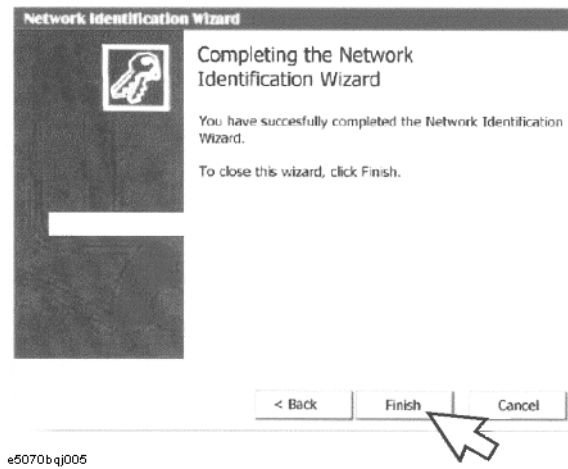 Network Identification Wizard
Completing the Network
Identification Wizard
You have succesfully completed the Network Identification
Wizard.
To close this wizard, click Finish.
< Back
Finish
Cancel
e5070bqj005